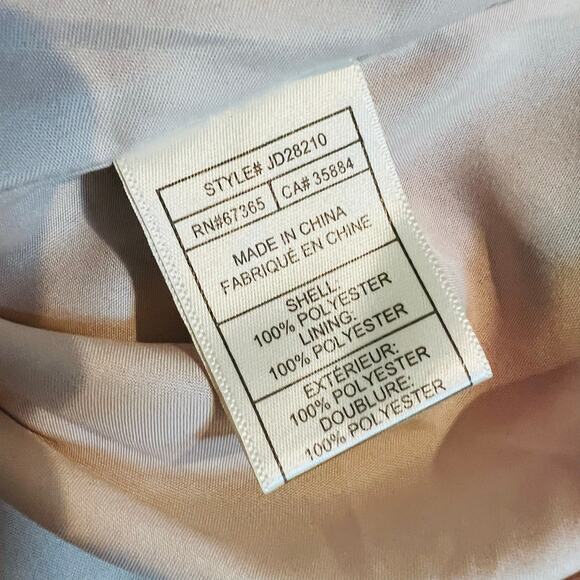 STYLE# JD28210
RN#67365 CA# 35884
MADE IN CHINA
FABRIQUÉ EN CHINE
SHELL:
100% POLYESTER
LINING:
100% POLYESTER
EXTÉRIEUR:
100% POLYESTER
DOUBLURE:
100% POLYESTER